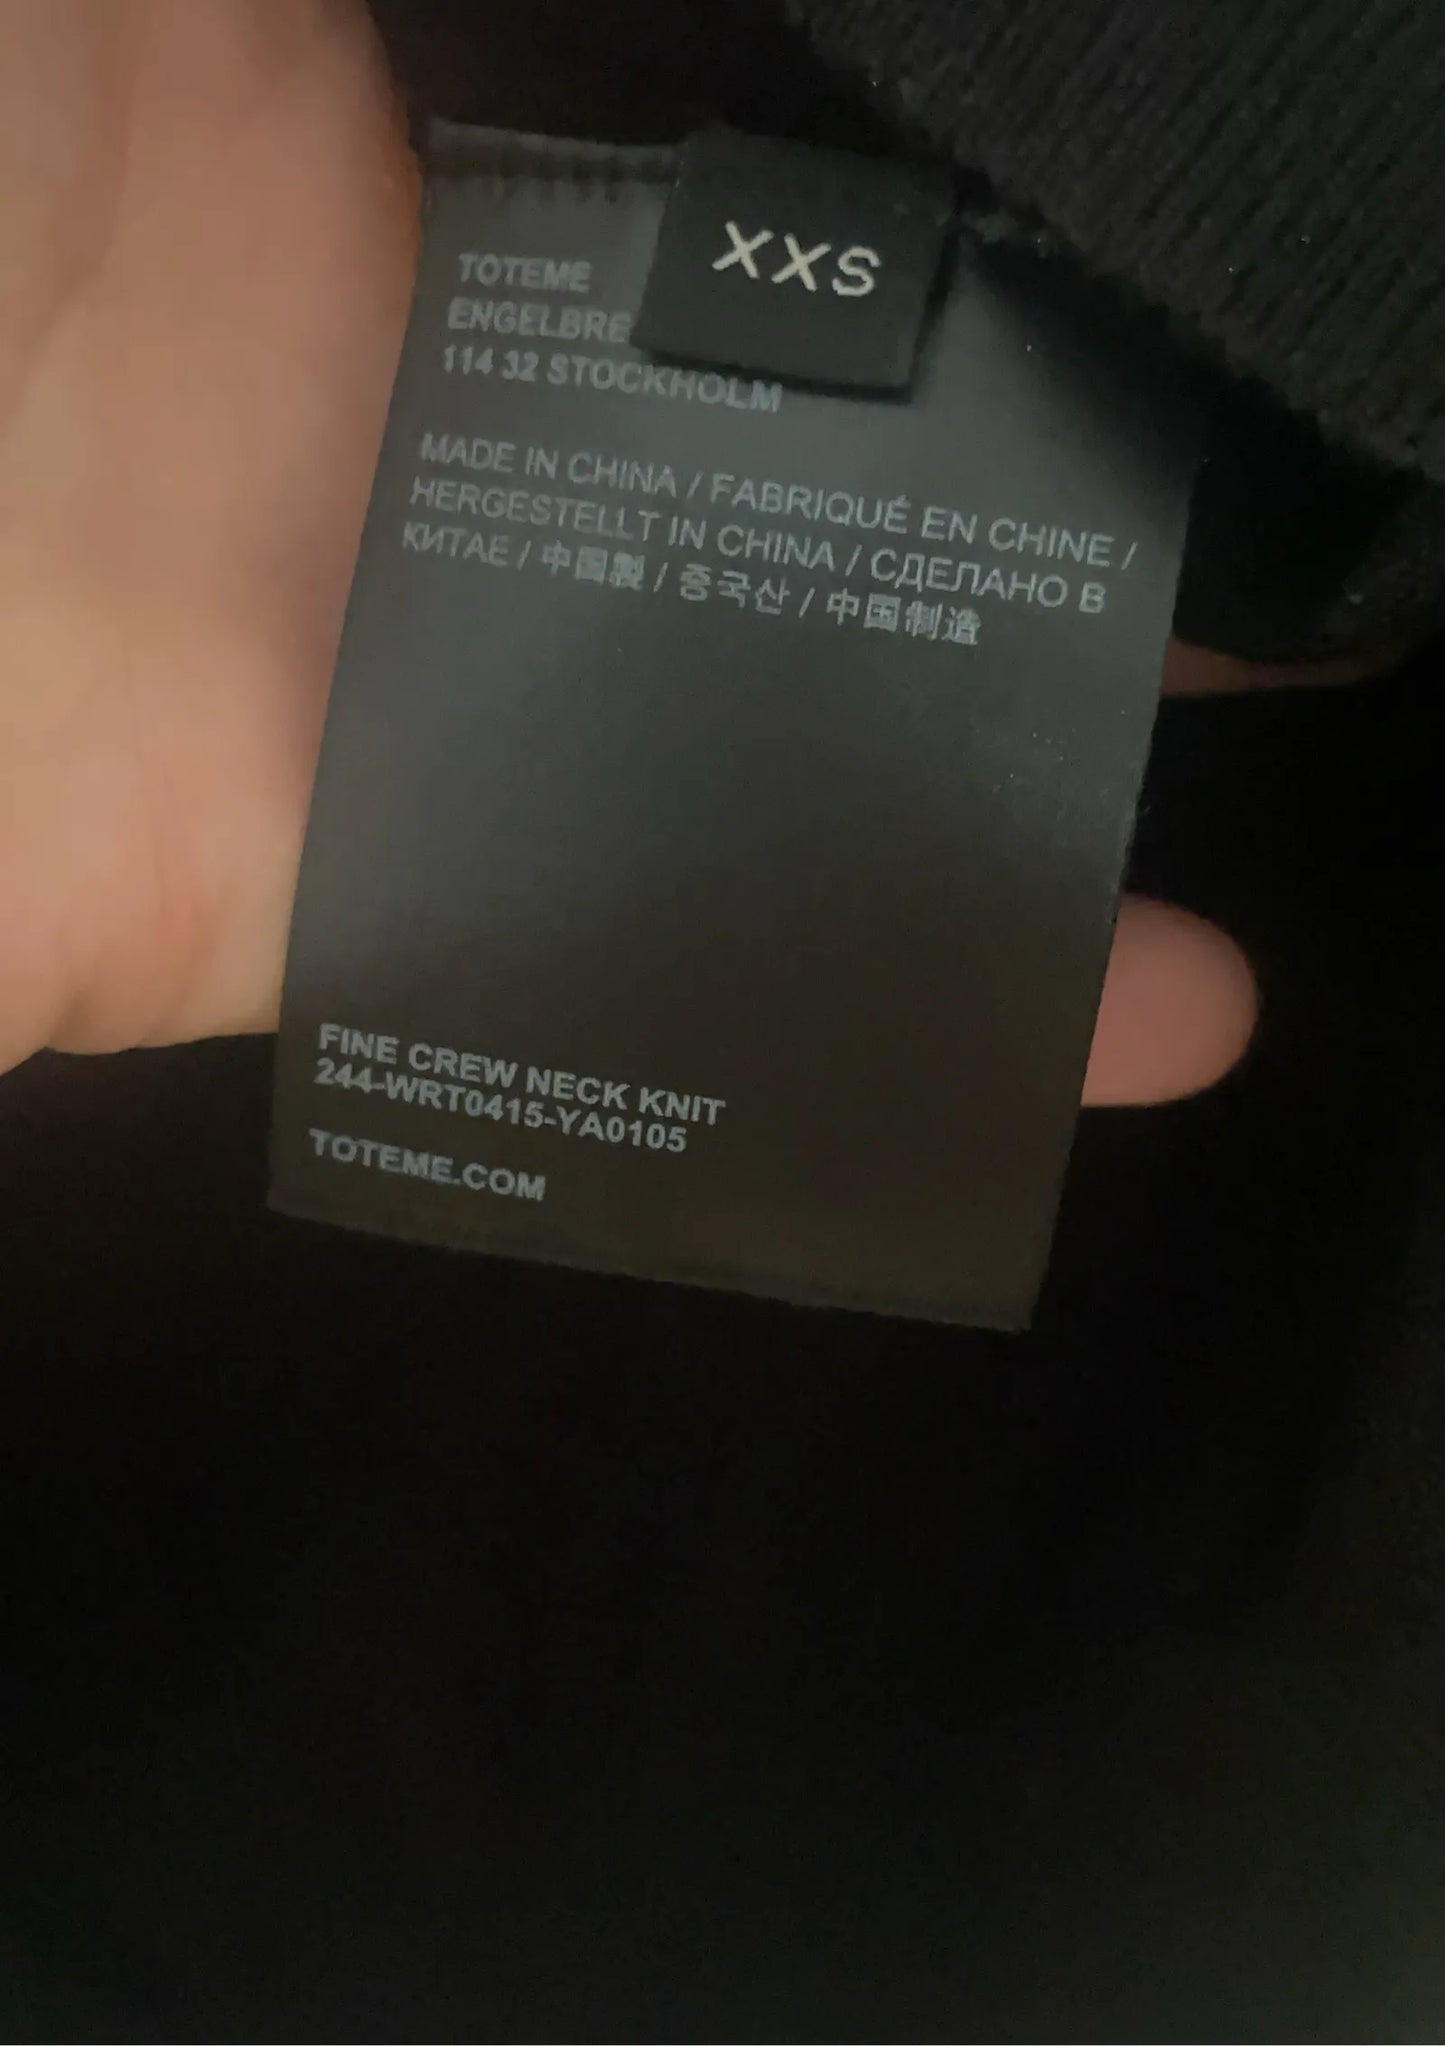 XXS
TOTEME
ENGELBRE
114 32 STOCKHOLM
MADE IN CHINA / FABRIQUÉ EN CHINE /
HERGESTELLT IN CHINA / СДЕЛАНО В
КИТАЕ / 中国製 / 중국산 / 中国制造
FINE CREW NECK KNIT
244-WRT0415-YA0105
TOTEME.COM